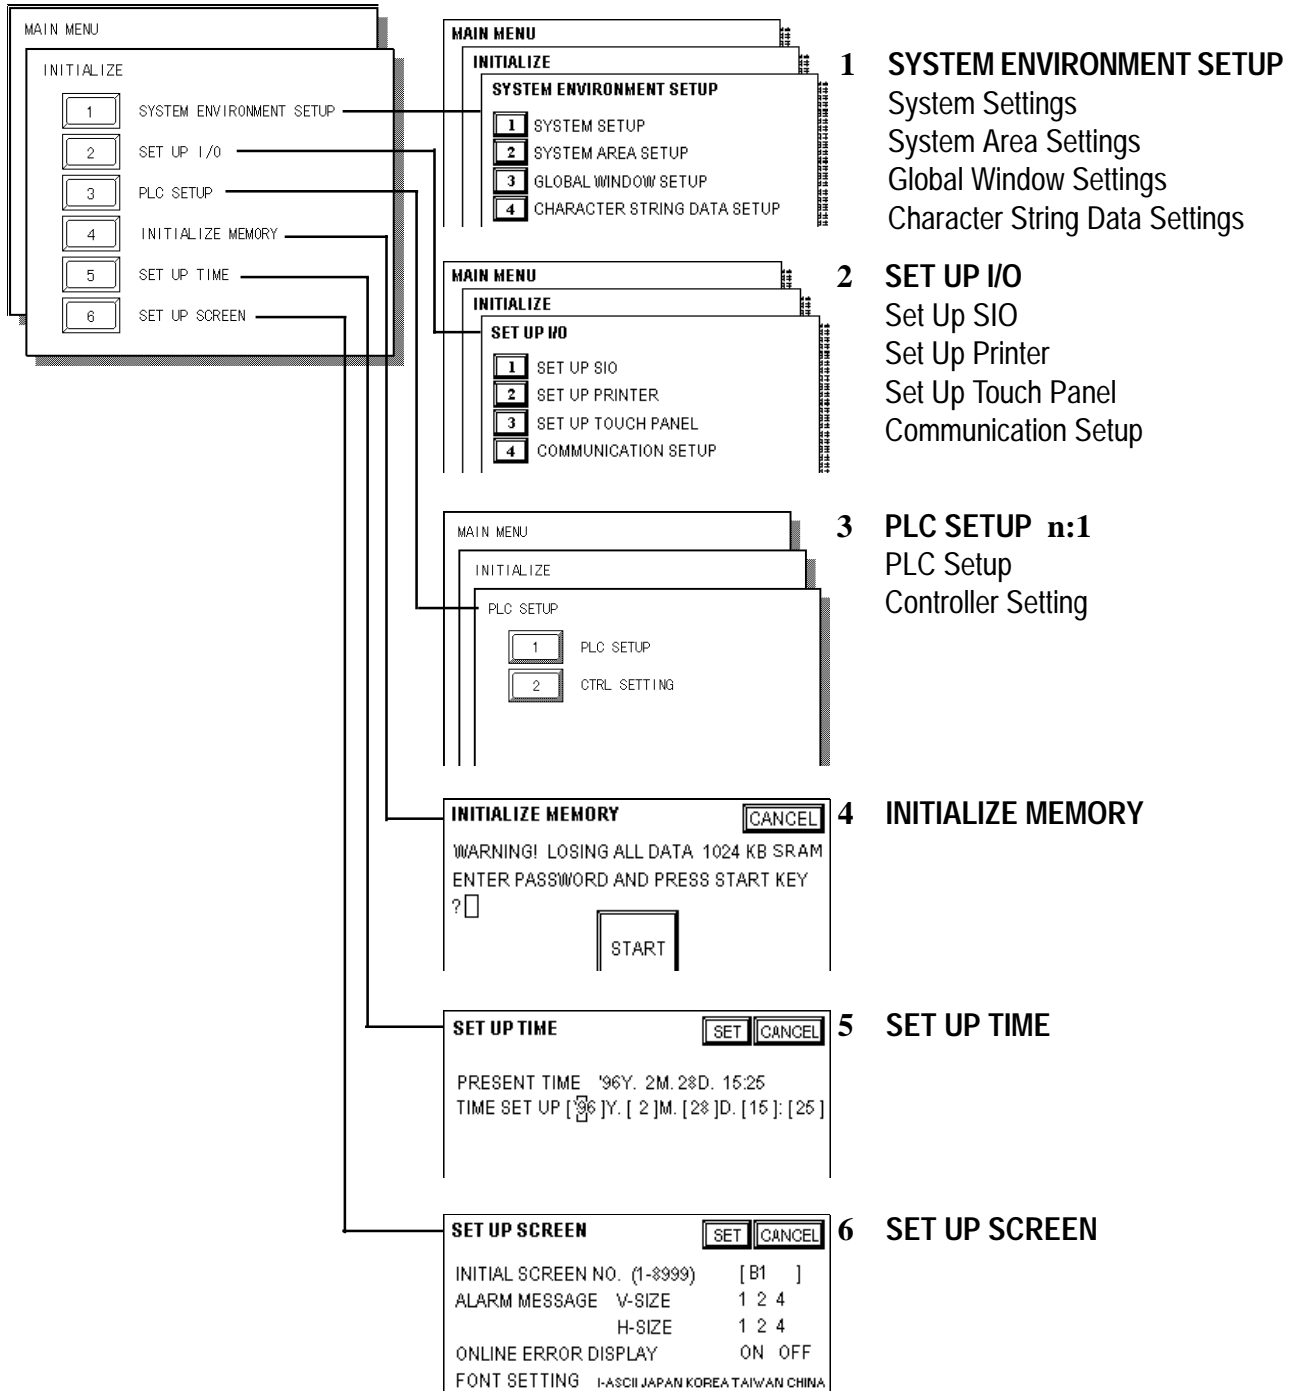 MAIN MENU
INITIALIZE
1 SYSTEM ENVIRONMENT SETUP
2 SET UP I/O
3 PLC SETUP
4 INITIALIZE MEMORY
5 SET UP TIME
6 SET UP SCREEN
MAIN MENU
INITIALIZE
SYSTEM ENVIRONMENT SETUP
1 SYSTEM SETUP
2 SYSTEM AREA SETUP
3 GLOBAL WINDOW SETUP
4 CHARACTER STRING DATA SETUP
1 SYSTEM ENVIRONMENT SETUP
System Settings
System Area Settings
Global Window Settings
Character String Data Settings
MAIN MENU
INITIALIZE
SET UP I/O
1 SET UP SIO
2 SET UP PRINTER
3 SET UP TOUCH PANEL
4 COMMUNICATION SETUP
2 SET UP I/O
Set Up SIO
Set Up Printer
Set Up Touch Panel
Communication Setup
MAIN MENU
INITIALIZE
PLC SETUP
1 PLC SETUP
2 CTRL SETTING
3 PLC SETUP n:1
PLC Setup
Controller Setting
INITIALIZE MEMORY CANCEL
WARNING! LOSING ALL DATA 1024 KB SRAM
ENTER PASSWORD AND PRESS START KEY
?
START
4 INITIALIZE MEMORY
SET UP TIME SET CANCEL
PRESENT TIME '96Y. 2M. 28D. 15:25
TIME SET UP ['96 ]Y. [ 2 ]M. [28 ]D. [15 ]: [25 ]
5 SET UP TIME
SET UP SCREEN SET CANCEL
INITIAL SCREEN NO. (1-8999) [ B1 ]
ALARM MESSAGE V-SIZE 1 2 4
H-SIZE 1 2 4
ONLINE ERROR DISPLAY ON OFF
FONT SETTING I-ASCII JAPAN KOREA TAIWAN CHINA
6 SET UP SCREEN